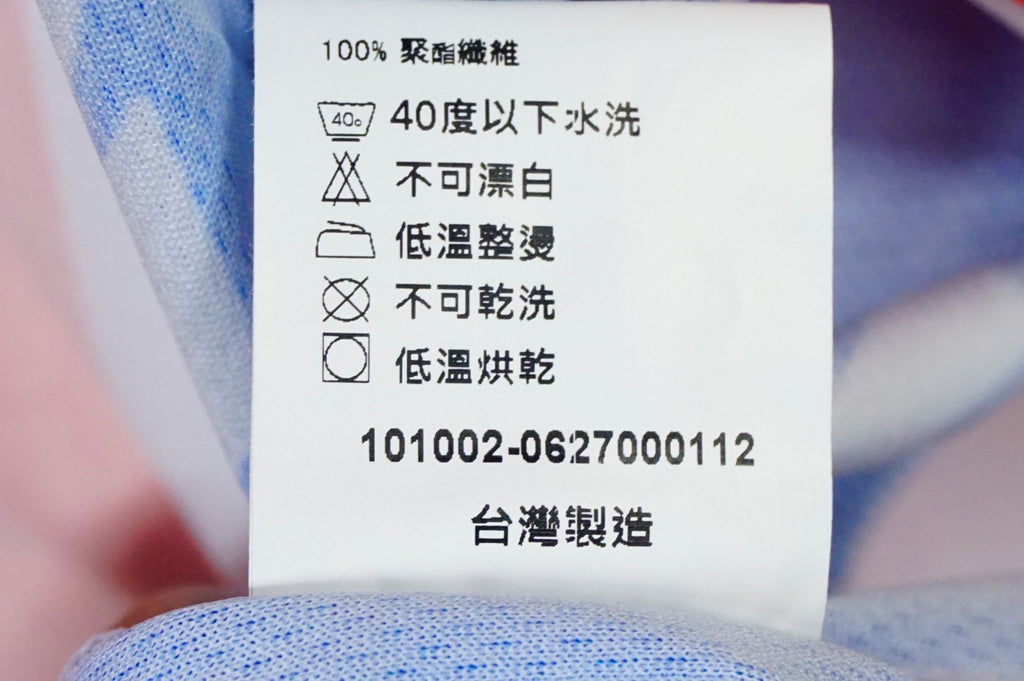 100% 聚酯纖維
40° 40度以下水洗
不可漂白
低溫整燙
不可乾洗
低溫烘乾
101002-0627000112
台灣製造